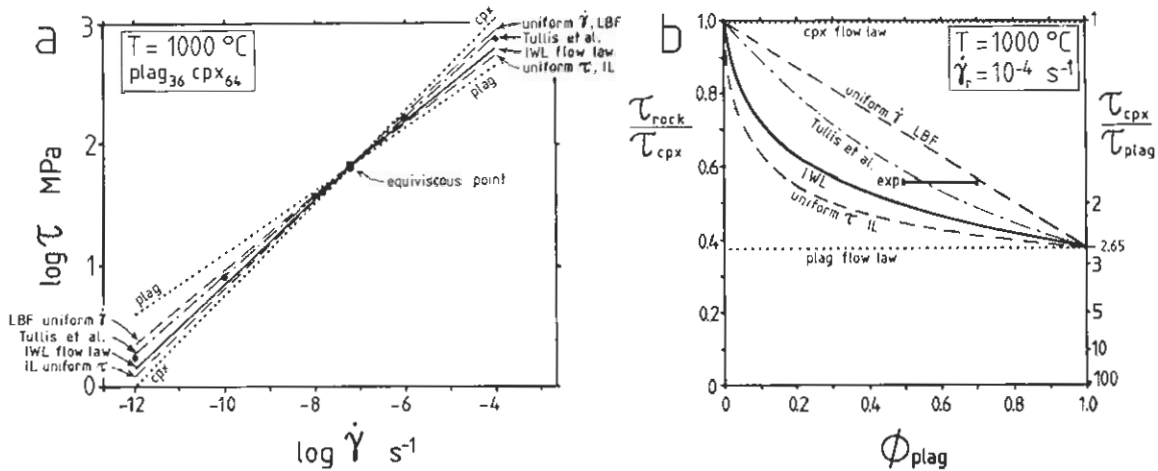 a
T = 1000 °C
plag36 cpx64
log τ MPa
3
2
1
0
-12
-10
-8
-6
-4
log γ̇ s-1
cpx
uniform γ̇, LBF
Tullis et al.
IWL flow law
uniform τ, IL
plag
equiviscous point
plag
LBF uniform γ̇
Tullis et al.
IWL flow law
IL uniform τ
cpx
b
T = 1000 °C
γ̇r = 10-4 s-1
τrock
τcpx
1.0
0.8
0.6
0.4
0.2
0
0
0.2
0.4
0.6
0.8
1.0
ϕplag
cpx flow law
uniform γ̇ LBF
Tullis et al.
exp
IWL
uniform τ IL
plag flow law
τcpx
τplag
1
2
2.65
3
5
10
100